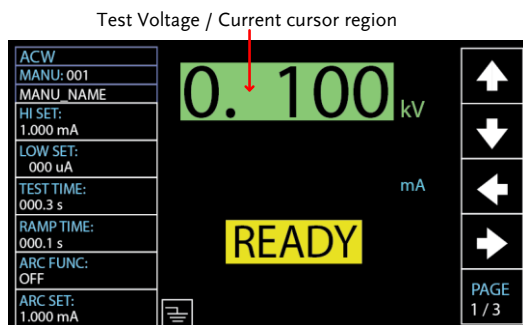 Test Voltage / Current cursor region
ACW
MANU: 001
MANU_NAME
HI SET:
1.000 mA
LOW SET:
000 uA
TEST TIME:
000.3 s
RAMP TIME:
000.1 s
ARC FUNC:
OFF
ARC SET:
1.000 mA
0. 100 kV
mA
READY
PAGE
1 / 3